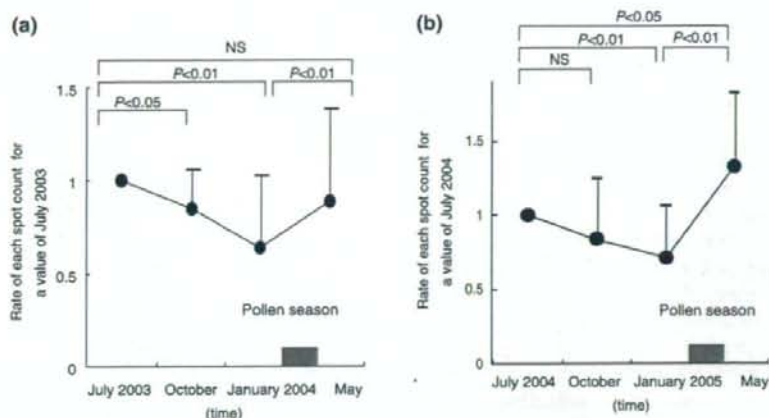 (a)
NS
P<0.01
P<0.01
P<0.05
1.5
1
0.5
0
Rate of each spot count for
a value of July 2003
Pollen season
July 2003
October
January 2004
May
(time)
(b)
P<0.05
P<0.01
P<0.01
NS
1.5
1
0.5
0
Rate of each spot count for
a value of July 2004
Pollen season
July 2004
October
January 2005
May
(time)